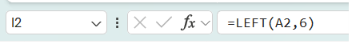 I2 fx =LEFT(A2,6)